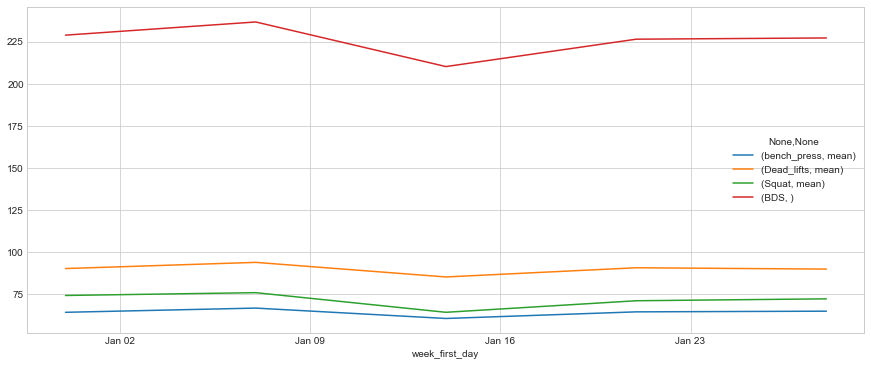 225
200
175
150
125
100
75
None,None
(bench_press, mean)
(Dead_lifts, mean)
(Squat, mean)
(BDS, )
Jan 02 Jan 09 Jan 16 Jan 23
week_first_day